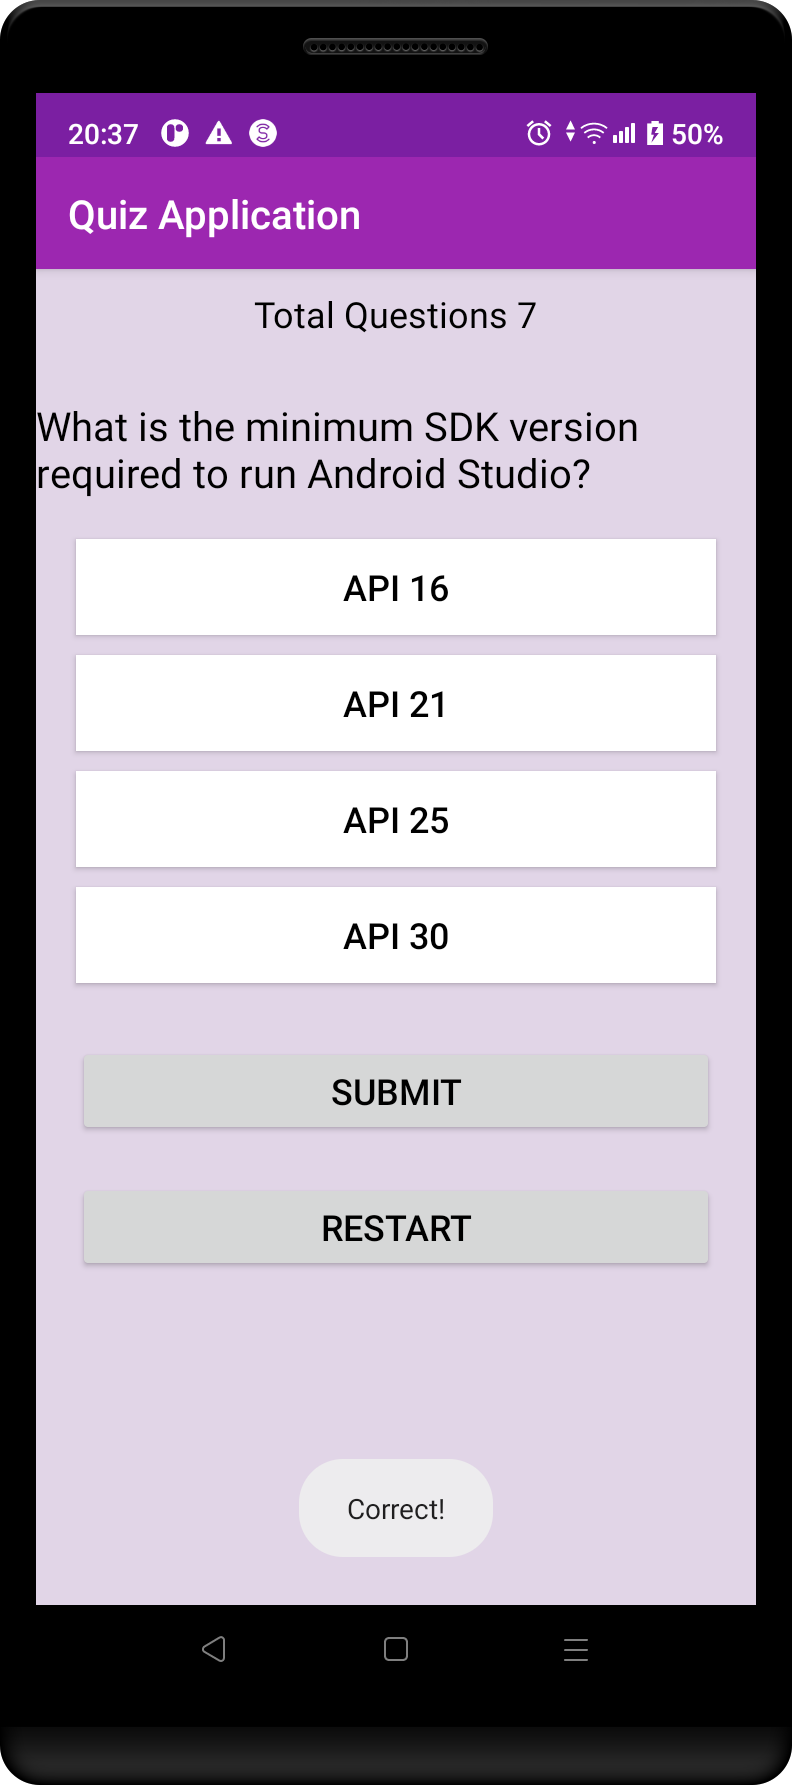 20:37
50%
Quiz Application
Total Questions 7
What is the minimum SDK version
required to run Android Studio?
API 16
API 21
API 25
API 30
SUBMIT
RESTART
Correct!